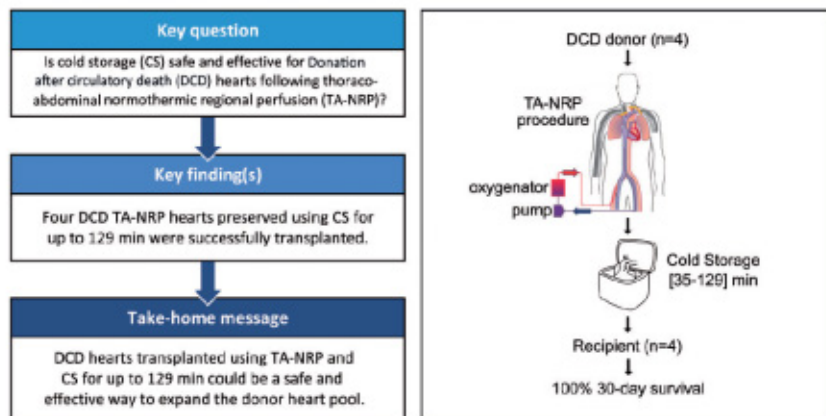 Key question
Is cold storage (CS) safe and effective for Donation
after circulatory death (DCD) hearts following thoraco-
abdominal normothermic regional perfusion (TA-NRP)?
Key finding(s)
Four DCD TA-NRP hearts preserved using CS for
up to 129 min were successfully transplanted.
Take-home message
DCD hearts transplanted using TA-NRP and
CS for up to 129 min could be a safe and
effective way to expand the donor heart pool.
DCD donor (n=4)
TA-NRP
procedure
oxygenator
pump
Cold Storage
[35-129] min
Recipient (n=4)
100% 30-day survival